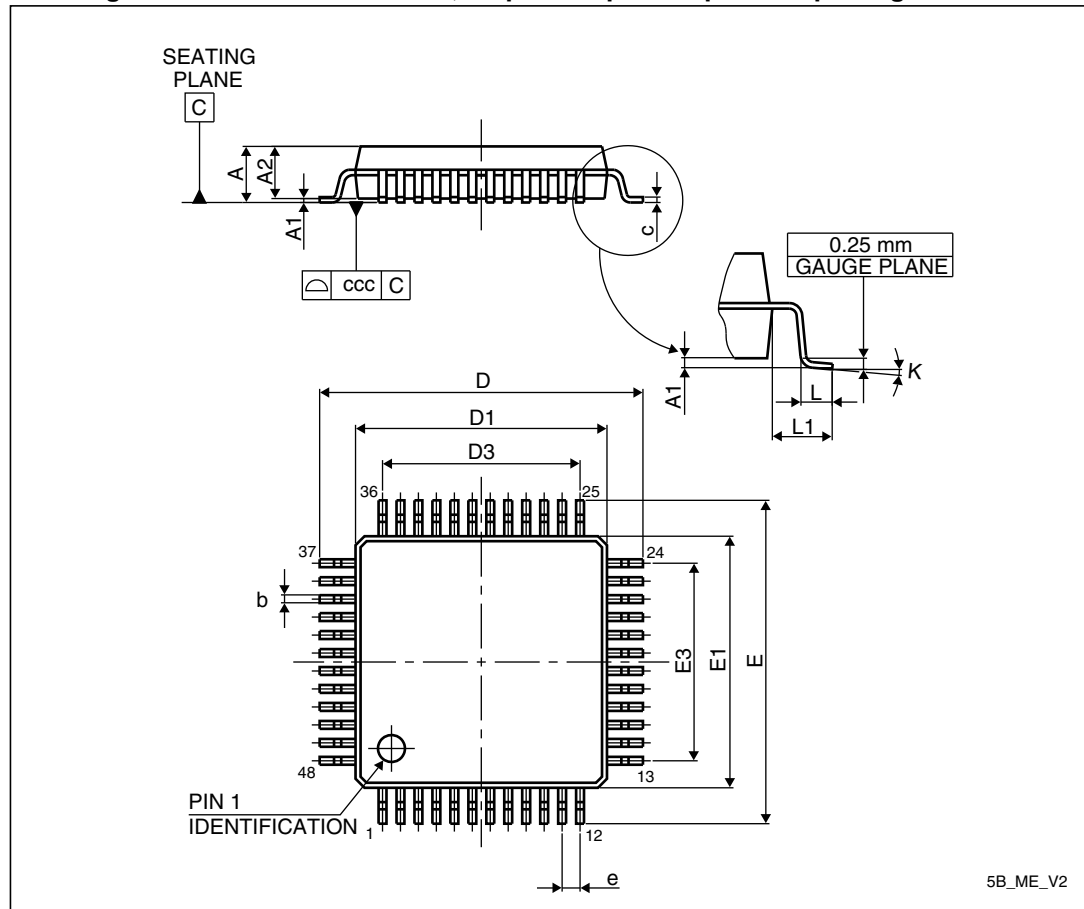 SEATING
PLANE
C
A
A2
A1
c
ccc C
0.25 mm
GAUGE PLANE
A1
K
L
L1
D
D1
D3
36
25
37
24
b
E3
E1
E
48
13
PIN 1
IDENTIFICATION
1
12
e
5B_ME_V2